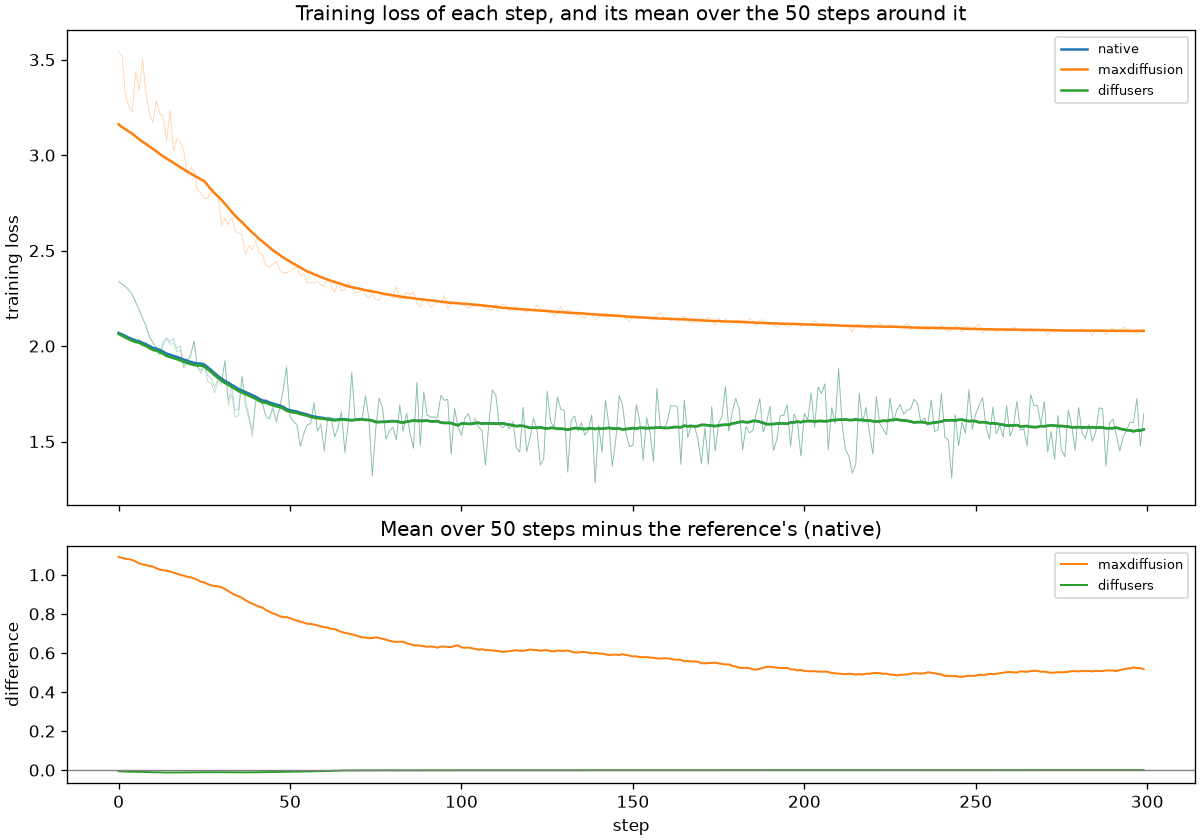 Training loss of each step, and its mean over the 50 steps around it
native
maxdiffusion
diffusers
training loss
3.5
3.0
2.5
2.0
1.5
Mean over 50 steps minus the reference's (native)
maxdiffusion
diffusers
difference
1.0
0.8
0.6
0.4
0.2
0.0
0 50 100 150 200 250 300
step